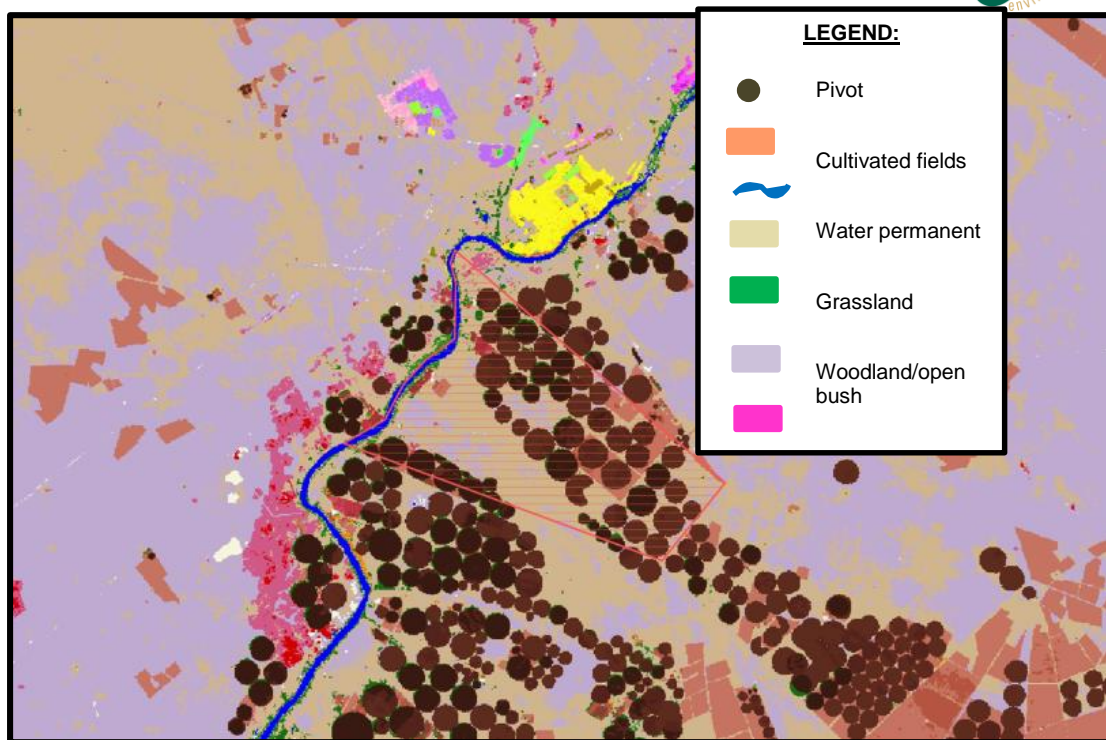 LEGEND:
Pivot
Cultivated fields
Water permanent
Grassland
Woodland/open
bush